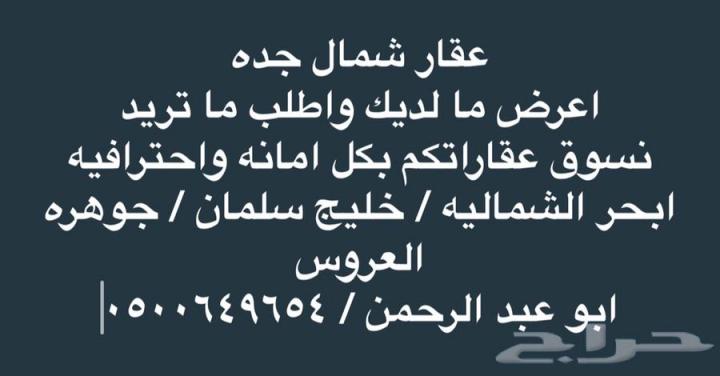 عقار شمال جده
اعرض ما لديك واطلب ما تريد
نسوق عقاراتكم بكل امانه واحترافيه
ابحر الشماليه / خليج سلمان / جوهره
العروس
ابو عبد الرحمن / ٠٥٠٠٦٤٩٦٥٤
حراج